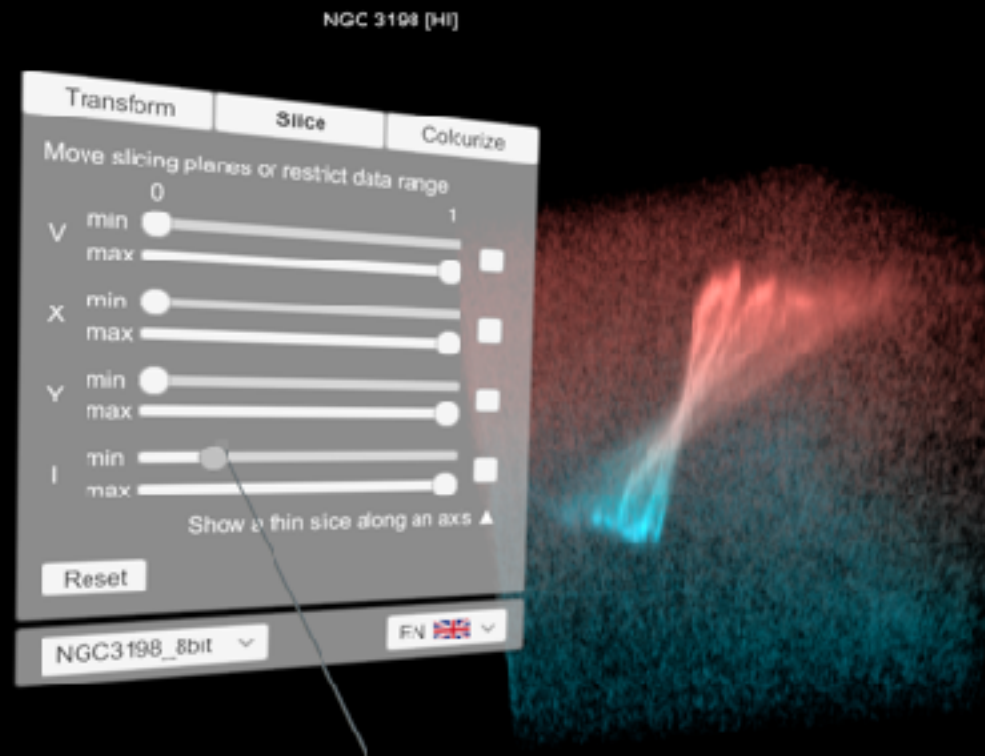 NGC 3198 [HI]
Transform Slice Colourize
Move slicing planes or restrict data range
0 1
V min
max
X min
max
Y min
max
I min
max
Show a thin slice along an axis ▲
Reset
NGC3198_8bit EN